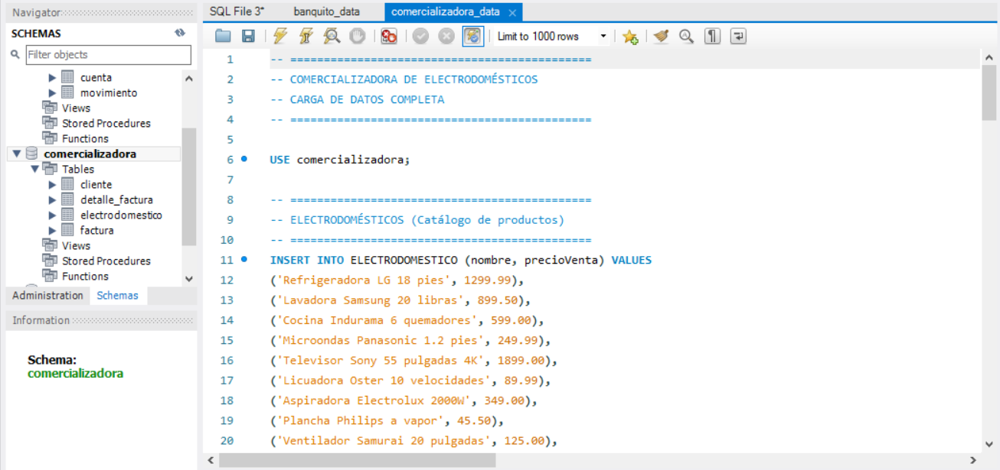 Navigator
SCHEMAS
Filter objects
cuenta
movimiento
Views
Stored Procedures
Functions
comercializadora
Tables
cliente
detalle_factura
electrodomestico
factura
Views
Stored Procedures
Functions
Administration Schemas
Information
Schema:
comercializadora
SQL File 3* banquito_data comercializadora_data
Limit to 1000 rows
1 -- =============================================
2 -- COMERCIALIZADORA DE ELECTRODOMÉSTICOS
3 -- CARGA DE DATOS COMPLETA
4 -- =============================================
5
6 USE comercializadora;
7
8 -- =============================================
9 -- ELECTRODOMÉSTICOS (Catálogo de productos)
10 -- =============================================
11 INSERT INTO ELECTRODOMESTICO (nombre, precioVenta) VALUES
12 ('Refrigeradora LG 18 pies', 1299.99),
13 ('Lavadora Samsung 20 libras', 899.50),
14 ('Cocina Indurama 6 quemadores', 599.00),
15 ('Microondas Panasonic 1.2 pies', 249.99),
16 ('Televisor Sony 55 pulgadas 4K', 1899.00),
17 ('Licuadora Oster 10 velocidades', 89.99),
18 ('Aspiradora Electrolux 2000W', 349.00),
19 ('Plancha Philips a vapor', 45.50),
20 ('Ventilador Samurai 20 pulgadas', 125.00),